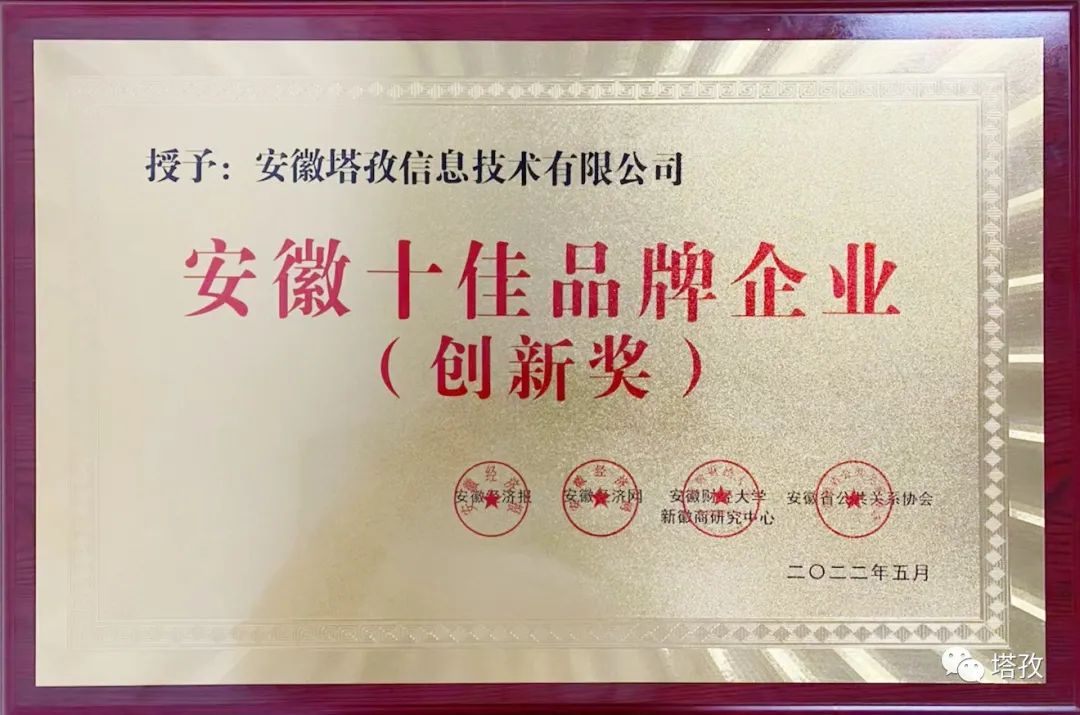 授予：安徽塔孜信息技术有限公司
安徽十佳品牌企业
（创新奖）
安徽经济报 安徽经济网 安徽财经大学 安徽省公共关系协会
新徽商研究中心
二〇二二年五月
塔孜